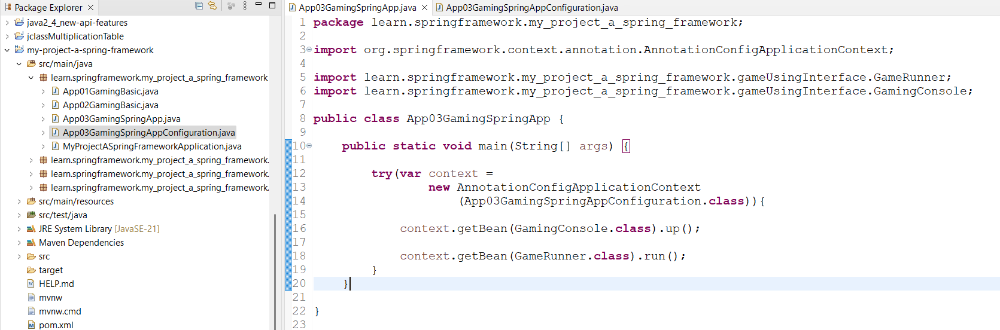 Package Explorer
java2_4_new-api-features
jclassMultiplicationTable
my-project-a-spring-framework
src/main/java
learn.springframework.my_project_a_spring_framework
App01GamingBasic.java
App02GamingBasic.java
App03GamingSpringApp.java
App03GamingSpringAppConfiguration.java
MyProjectASpringFrameworkApplication.java
learn.springframework.my_project_a_spring_framework.
learn.springframework.my_project_a_spring_framework.
learn.springframework.my_project_a_spring_framework.
src/main/resources
src/test/java
JRE System Library [JavaSE-21]
Maven Dependencies
src
target
HELP.md
mvnw
mvnw.cmd
pom.xml
App03GamingSpringApp.java App03GamingSpringAppConfiguration.java
1 package learn.springframework.my_project_a_spring_framework;
2
3 import org.springframework.context.annotation.AnnotationConfigApplicationContext;
4
5 import learn.springframework.my_project_a_spring_framework.gameUsingInterface.GameRunner;
6 import learn.springframework.my_project_a_spring_framework.gameUsingInterface.GamingConsole;
7
8 public class App03GamingSpringApp {
9
10 public static void main(String[] args) {
11
12 try(var context =
13 new AnnotationConfigApplicationContext
14 (App03GamingSpringAppConfiguration.class)){
15
16 context.getBean(GamingConsole.class).up();
17
18 context.getBean(GameRunner.class).run();
19 }
20 }
21
22 }
23